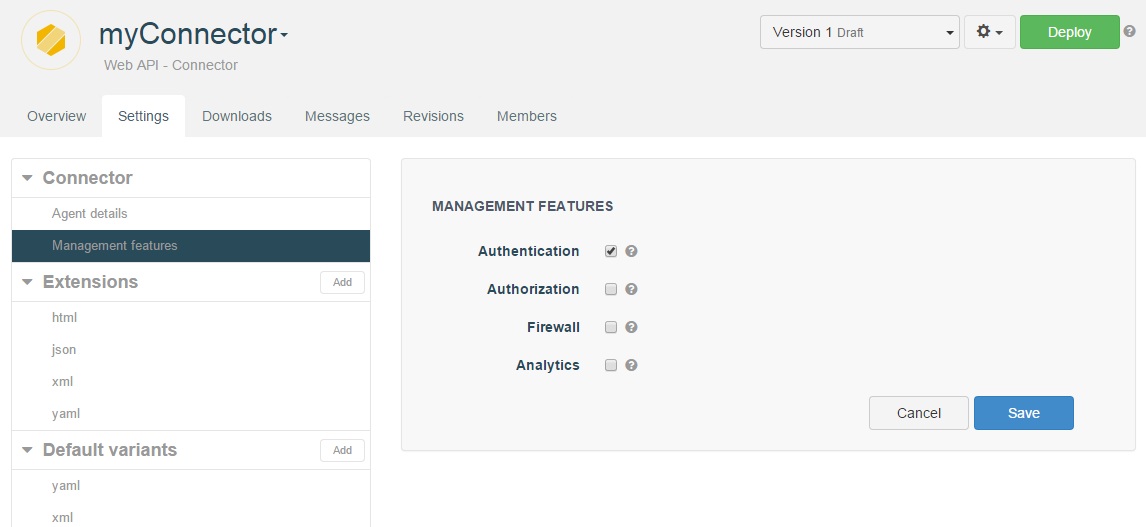 myConnector
Web API - Connector
Version 1 Draft
Deploy
?
Overview
Settings
Downloads
Messages
Revisions
Members
Connector
Agent details
Management features
Extensions
Add
html
json
xml
yaml
Default variants
Add
yaml
xml
MANAGEMENT FEATURES
Authentication ?
Authorization ?
Firewall ?
Analytics ?
Cancel
Save